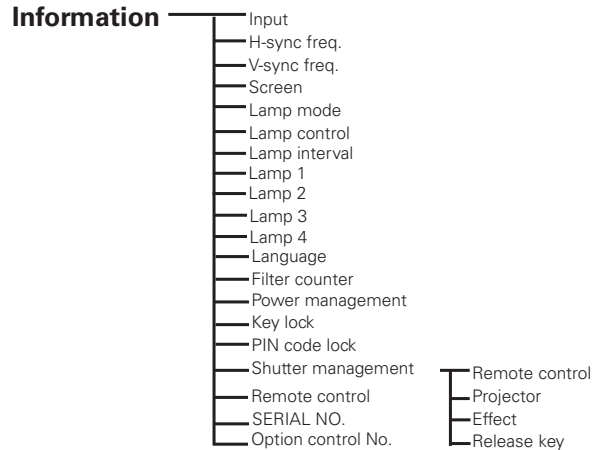 Information
Input
H-sync freq.
V-sync freq.
Screen
Lamp mode
Lamp control
Lamp interval
Lamp 1
Lamp 2
Lamp 3
Lamp 4
Language
Filter counter
Power management
Key lock
PIN code lock
Shutter management
Remote control
SERIAL NO.
Option control No.
Remote control
Projector
Effect
Release key